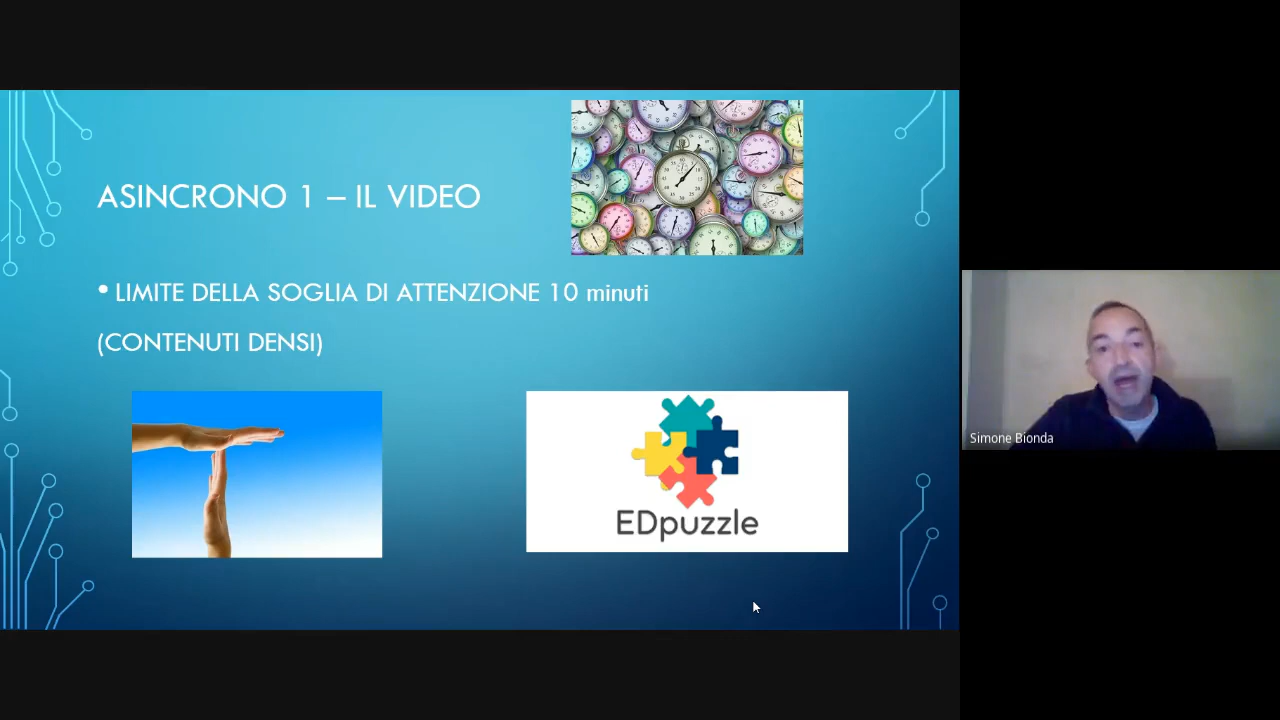 ASINCRONO 1 – IL VIDEO
• LIMITE DELLA SOGLIA DI ATTENZIONE 10 minuti
(CONTENUTI DENSI)
EDpuzzle
Simone Bionda